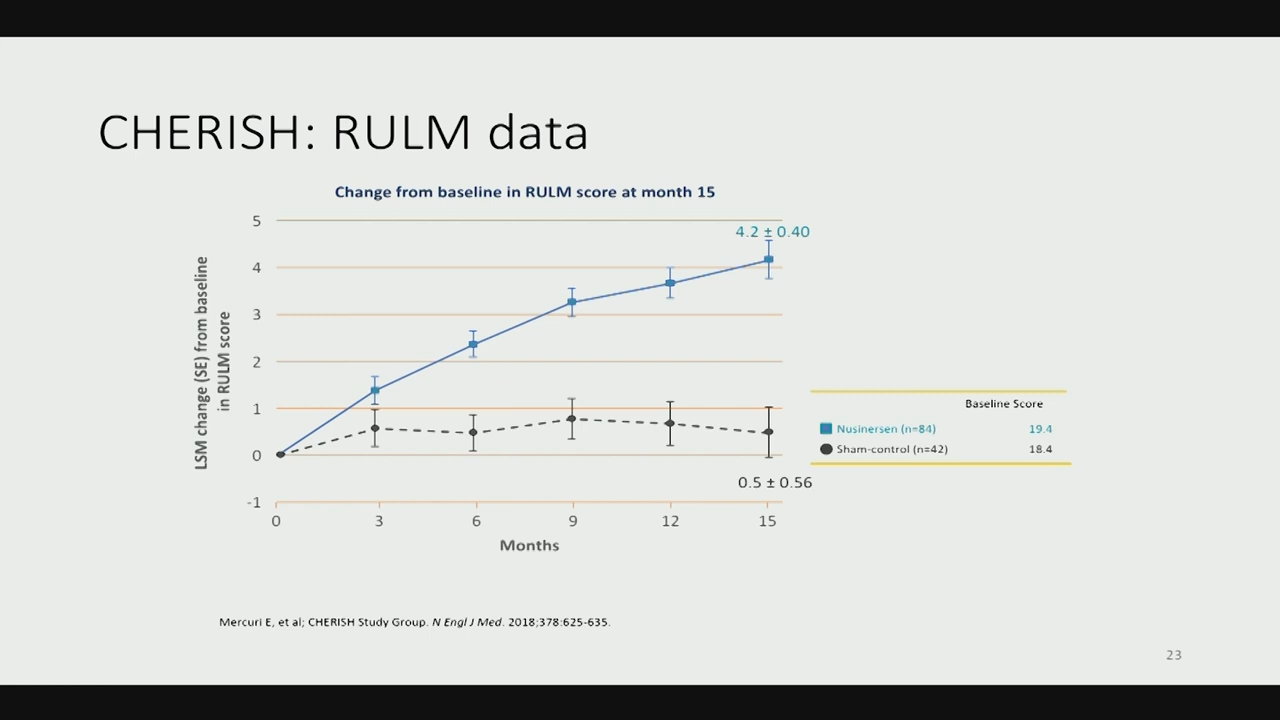 CHERISH: RULM data
Change from baseline in RULM score at month 15
LSM change (SE) from baseline
in RULM score
5
4
3
2
1
0
-1
4.2 ± 0.40
0.5 ± 0.56
0 3 6 9 12 15
Months
Baseline Score
Nusinersen (n=84) 19.4
Sham-control (n=42) 18.4
Mercuri E, et al; CHERISH Study Group. N Engl J Med. 2018;378:625-635.
23